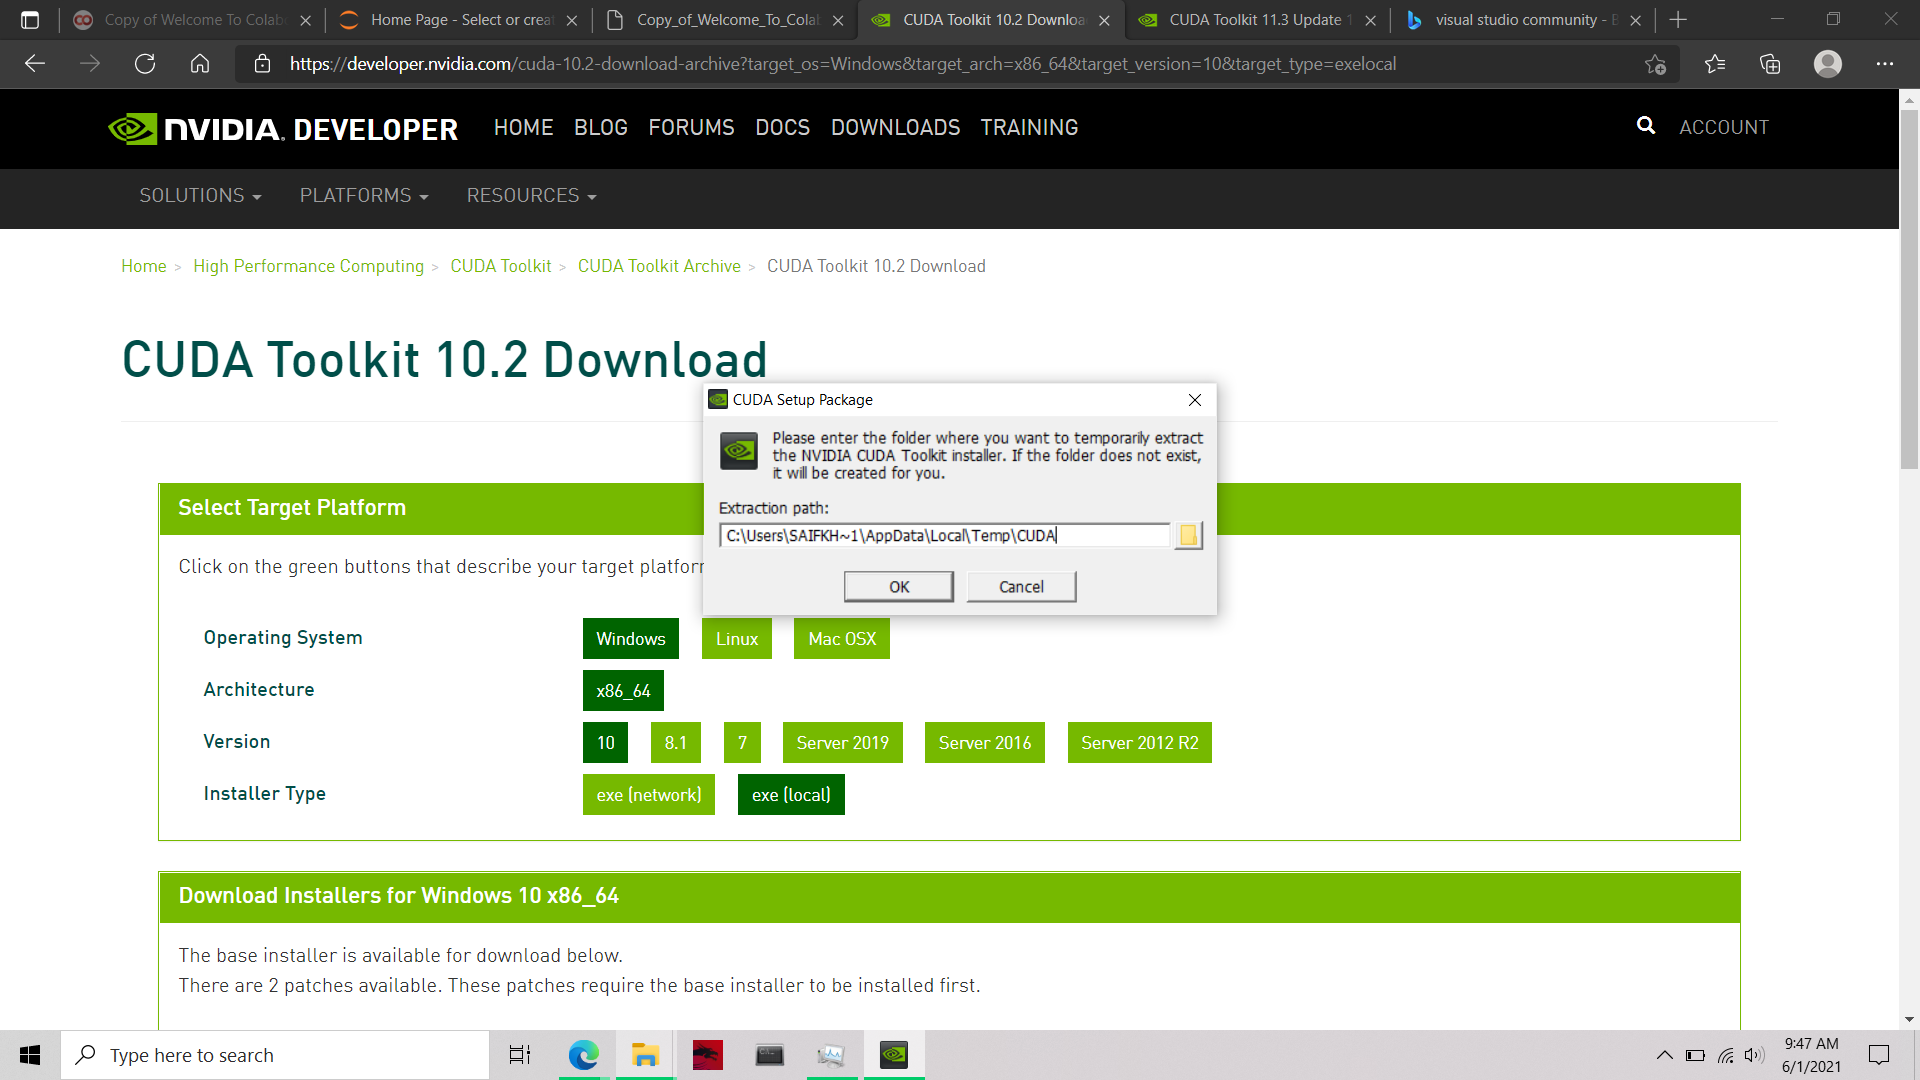 Copy of Welcome To Colab
Home Page - Select or crea
Copy_of_Welcome_To_Cola
CUDA Toolkit 10.2 Downloa
CUDA Toolkit 11.3 Update 1
visual studio community - B
https://developer.nvidia.com/cuda-10.2-download-archive?target_os=Windows&target_arch=x86_64&target_version=10&target_type=exelocal
NVIDIA. DEVELOPER
HOME BLOG FORUMS DOCS DOWNLOADS TRAINING
ACCOUNT
SOLUTIONS PLATFORMS RESOURCES
Home > High Performance Computing > CUDA Toolkit > CUDA Toolkit Archive > CUDA Toolkit 10.2 Download
CUDA Toolkit 10.2 Download
CUDA Setup Package
Please enter the folder where you want to temporarily extract
the NVIDIA CUDA Toolkit installer. If the folder does not exist,
it will be created for you.
Extraction path:
C:\Users\SAIFKH~1\AppData\Local\Temp\CUDA
OK Cancel
Select Target Platform
Click on the green buttons that describe your target platfor
Operating System Windows Linux Mac OSX
Architecture x86_64
Version 10 8.1 7 Server 2019 Server 2016 Server 2012 R2
Installer Type exe (network) exe (local)
Download Installers for Windows 10 x86_64
The base installer is available for download below.
There are 2 patches available. These patches require the base installer to be installed first.
Type here to search
9:47 AM
6/1/2021